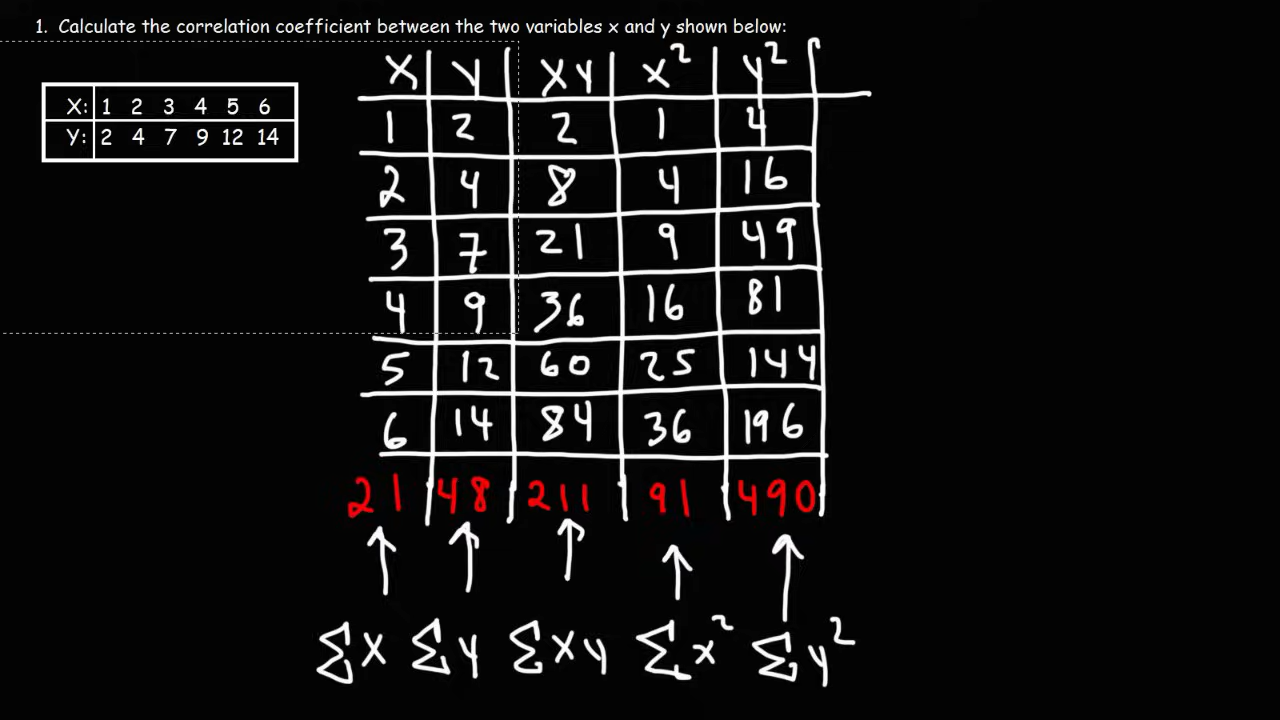 1. Calculate the correlation coefficient between the two variables x and y shown below:
X: 1 2 3 4 5 6
Y: 2 4 7 9 12 14
X Y XY X² Y²
1 2 2 1 4
2 4 8 4 16
3 7 21 9 49
4 9 36 16 81
5 12 60 25 144
6 14 84 36 196
21 48 211 91 490
ΣX Σy Σxy Σx² Σy²